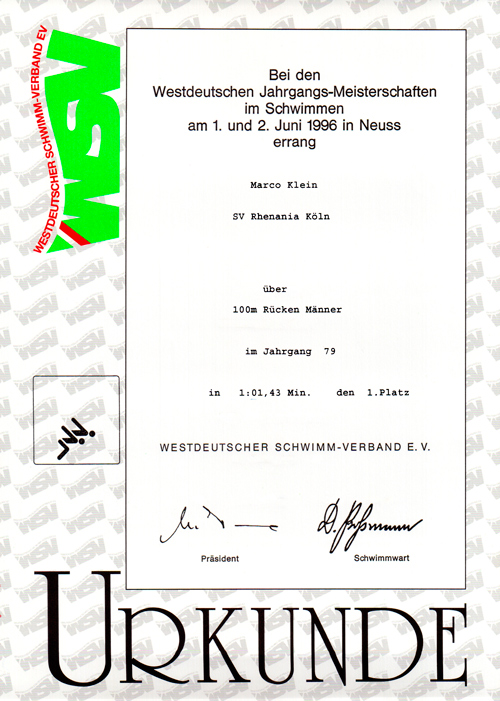 WESTDEUTSCHER SCHWIMM-VERBAND EV
WSV
Bei den
Westdeutschen Jahrgangs-Meisterschaften
im Schwimmen
am 1. und 2. Juni 1996 in Neuss
errang
Marco Klein
SV Rhenania Köln
über
100m Rücken Männer
im Jahrgang 79
in 1:01,43 Min. den 1.Platz
WESTDEUTSCHER SCHWIMM-VERBAND E. V.
Präsident Schwimmwart
URKUNDE